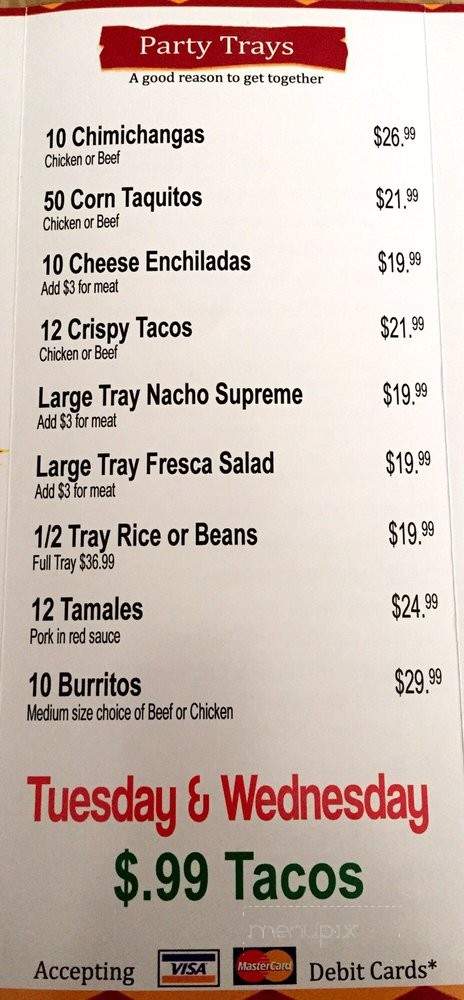 Party Trays
A good reason to get together
10 Chimichangas $26.99
Chicken or Beef
50 Corn Taquitos $21.99
Chicken or Beef
10 Cheese Enchiladas $19.99
Add $3 for meat
12 Crispy Tacos $21.99
Chicken or Beef
Large Tray Nacho Supreme $19.99
Add $3 for meat
Large Tray Fresca Salad $19.99
Add $3 for meat
1/2 Tray Rice or Beans $19.99
Full Tray $36.99
12 Tamales $24.99
Pork in red sauce
10 Burritos $29.99
Medium size choice of Beef or Chicken
Tuesday & Wednesday
$.99 Tacos
menupix
Accepting VISA MasterCard Debit Cards*